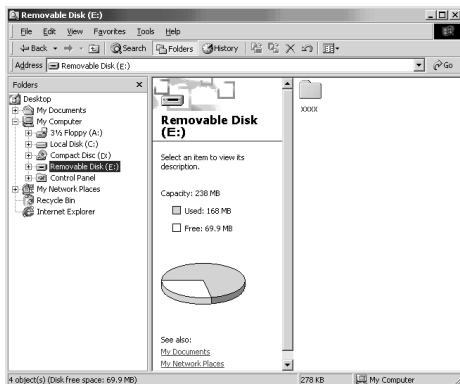 Removable Disk (E:)
File Edit View Favorites Tools Help
Back Search Folders History
Address Removable Disk (E:) Go
Folders
Desktop
My Documents
My Computer
3½ Floppy (A:)
Local Disk (C:)
Compact Disc (D:)
Removable Disk (E:)
Control Panel
My Network Places
Recycle Bin
Internet Explorer
Removable Disk
(E:)
Select an item to view its
description.
Capacity: 238 MB
Used: 168 MB
Free: 69.9 MB
See also:
My Documents
My Network Places
xxxx
4 object(s) (Disk free space: 69.9 MB) 278 KB My Computer